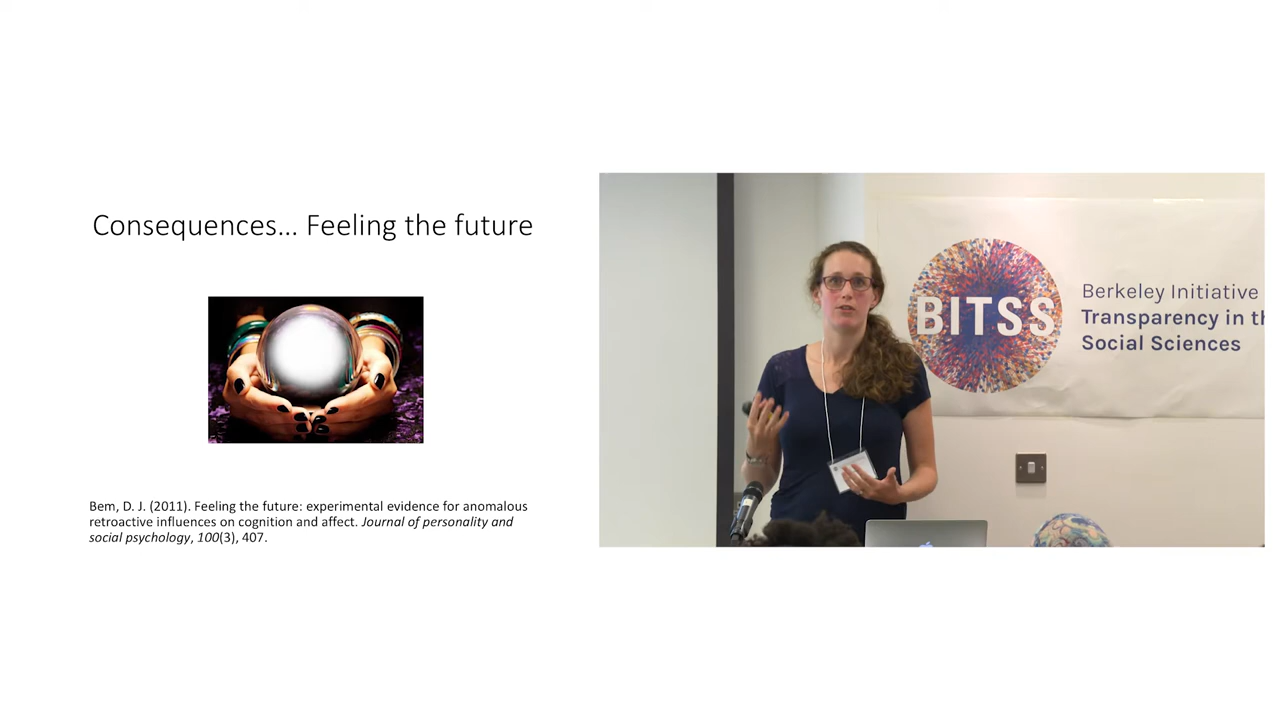 Consequences… Feeling the future
Bem, D. J. (2011). Feeling the future: experimental evidence for anomalous
retroactive influences on cognition and affect. Journal of personality and
social psychology, 100(3), 407.
BITSS
Berkeley Initiative
Transparency in th
Social Sciences